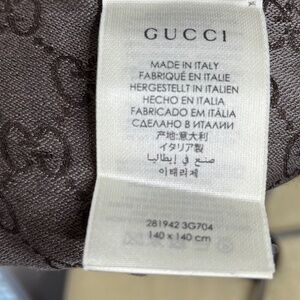 GUCCI
MADE IN ITALY
FABRIQUÉ EN ITALIE
HERGESTELLT IN ITALIEN
HECHO EN ITALIA
FABRICADO EM ITÁLIA
СДЕЛАНО В ИТАЛИИ
产地:意大利
イタリア製
صنع في إيطاليا
이태리제
281942 3G704
140 x 140 cm